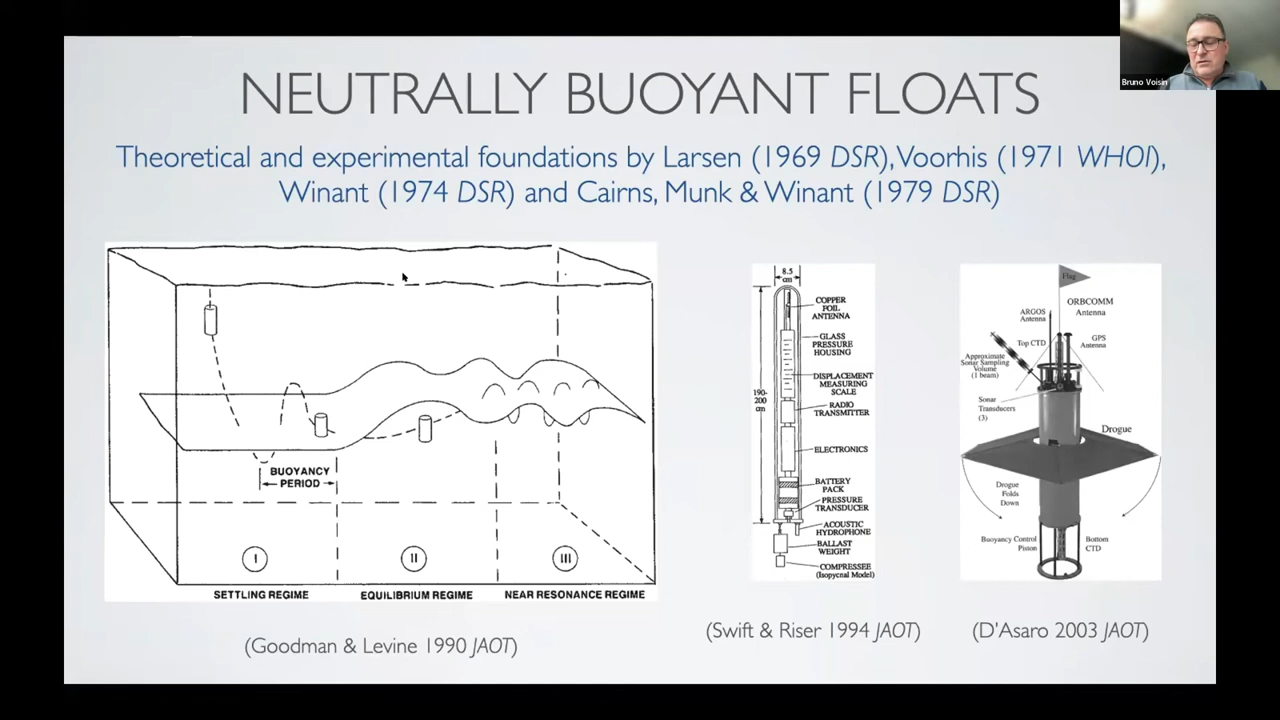 Bruno Voisin
NEUTRALLY BUOYANT FLOATS
Theoretical and experimental foundations by Larsen (1969 DSR), Voorhis (1971 WHOI),
Winant (1974 DSR) and Cairns, Munk & Winant (1979 DSR)
BUOYANCY
PERIOD
I
II
III
SETTLING REGIME
EQUILIBRIUM REGIME
NEAR RESONANCE REGIME
(Goodman & Levine 1990 JAOT)
8.5
cm
COPPER
FOIL
ANTENNA
GLASS
PRESSURE
HOUSING
DISPLACEMENT
MEASURING
SCALE
190-
200
cm
RADIO
TRANSMITTER
ELECTRONICS
BATTERY
PACK
PRESSURE
TRANSDUCER
ACOUSTIC
HYDROPHONE
BALLAST
WEIGHT
COMPRESSEE
(Isopycnal Model)
(Swift & Riser 1994 JAOT)
Flag
ARGOS
Antenna
ORBCOMM
Antenna
Top CTD
GPS
Antenna
Approximate
Sonar Sampling
Volume
(1 beam)
Sonar
Transducers
(3)
Drogue
Drogue
Folds
Down
Buoyancy Control
Piston
Bottom
CTD
(D'Asaro 2003 JAOT)